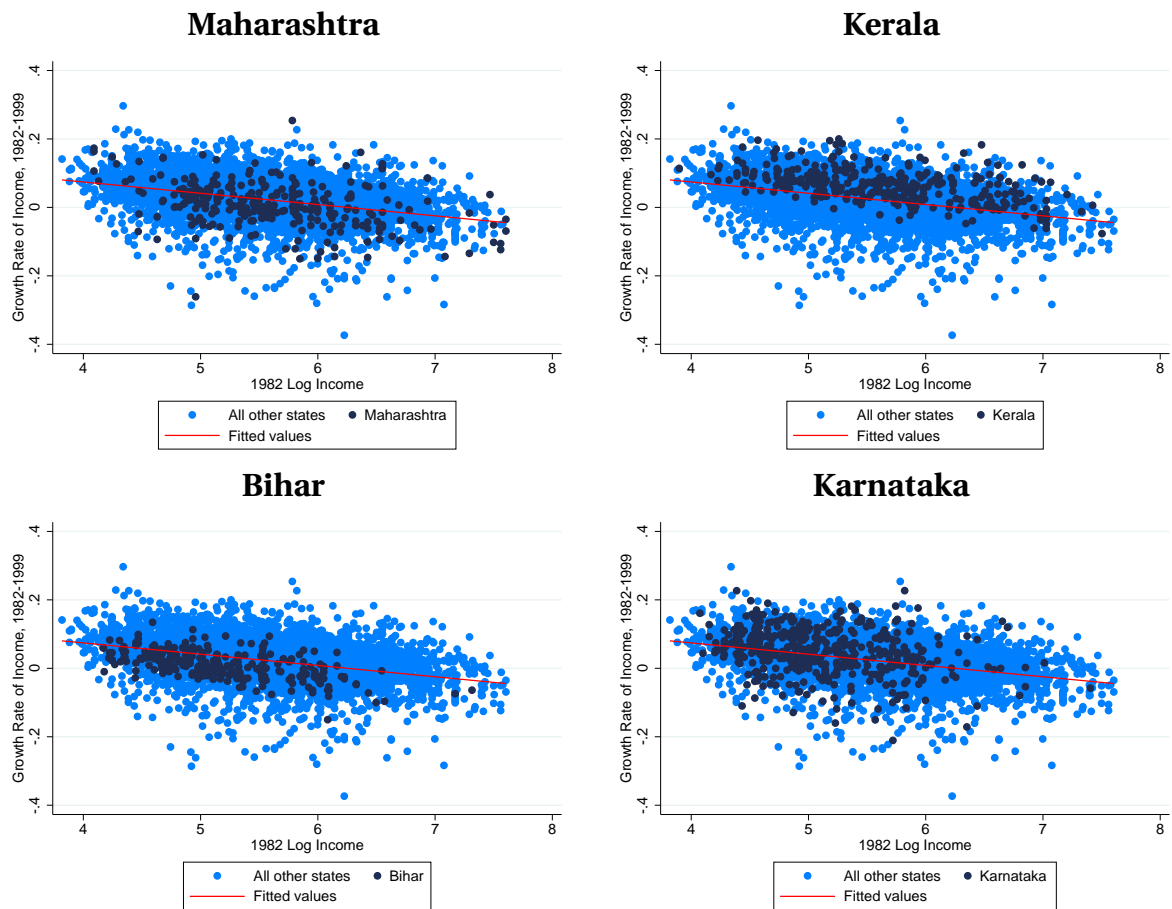 Maharashtra
Growth Rate of Income, 1982-1999
.4
.2
0
-.2
-.4
4 5 6 7 8
1982 Log Income
All other states Maharashtra
Fitted values
Kerala
Growth Rate of Income, 1982-1999
.4
.2
0
-.2
-.4
4 5 6 7 8
1982 Log Income
All other states Kerala
Fitted values
Bihar
Growth Rate of Income, 1982-1999
.4
.2
0
-.2
-.4
4 5 6 7 8
1982 Log Income
All other states Bihar
Fitted values
Karnataka
Growth Rate of Income, 1982-1999
.4
.2
0
-.2
-.4
4 5 6 7 8
1982 Log Income
All other states Karnataka
Fitted values